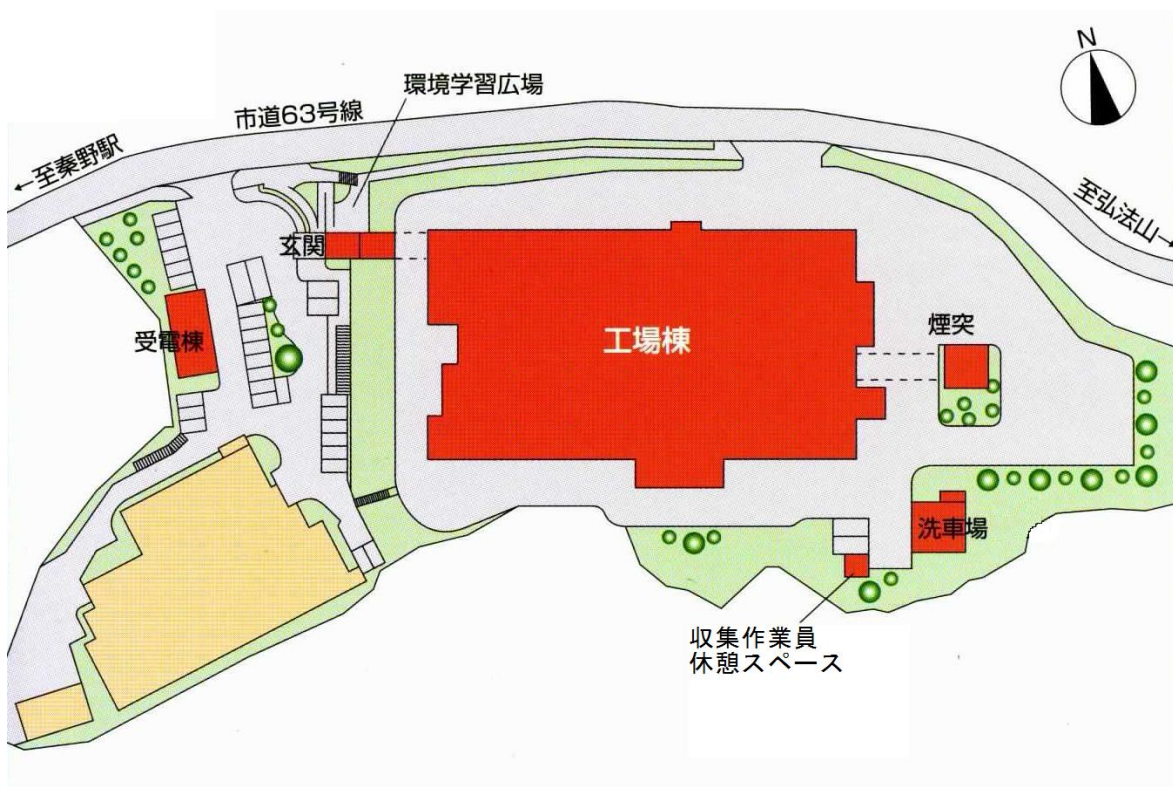 N
環境学習広場
市道63号線
←至秦野駅
至弘法山→
玄関
受電棟
工場棟
煙突
洗車場
収集作業員
休憩スペース